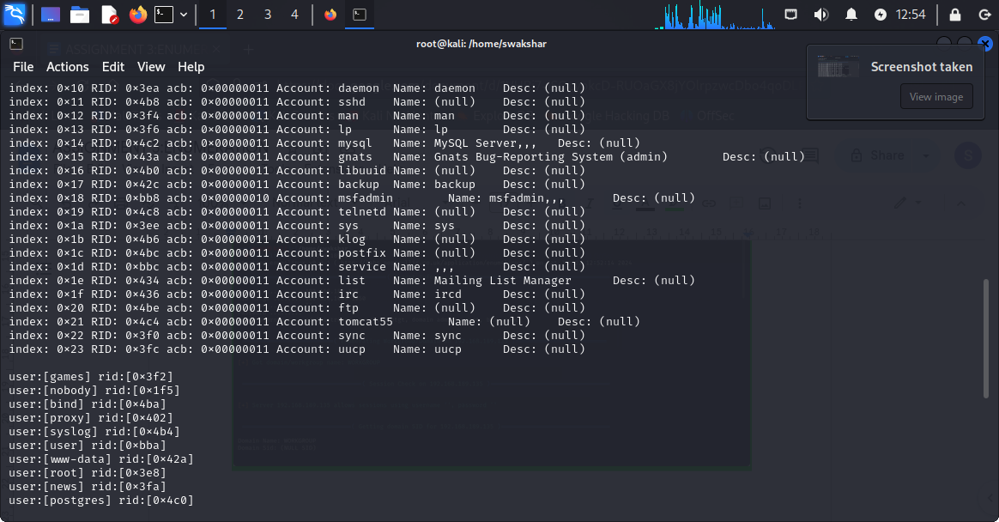 1 2 3 4 12:54
root@kali: /home/swakshar
File Actions Edit View Help
Screenshot taken
View image
index: 0×10 RID: 0×3ea acb: 0×00000011 Account: daemon Name: daemon Desc: (null)
index: 0×11 RID: 0×4b8 acb: 0×00000011 Account: sshd Name: (null) Desc: (null)
index: 0×12 RID: 0×3f4 acb: 0×00000011 Account: man Name: man Desc: (null)
index: 0×13 RID: 0×3f6 acb: 0×00000011 Account: lp Name: lp Desc: (null)
index: 0×14 RID: 0×4c2 acb: 0×00000011 Account: mysql Name: MySQL Server,,, Desc: (null)
index: 0×15 RID: 0×43a acb: 0×00000011 Account: gnats Name: Gnats Bug-Reporting System (admin) Desc: (null)
index: 0×16 RID: 0×4b0 acb: 0×00000011 Account: libuuid Name: (null) Desc: (null)
index: 0×17 RID: 0×42c acb: 0×00000011 Account: backup Name: backup Desc: (null)
index: 0×18 RID: 0×bb8 acb: 0×00000010 Account: msfadmin Name: msfadmin,,, Desc: (null)
index: 0×19 RID: 0×4c8 acb: 0×00000011 Account: telnetd Name: (null) Desc: (null)
index: 0×1a RID: 0×3ee acb: 0×00000011 Account: sys Name: sys Desc: (null)
index: 0×1b RID: 0×4b6 acb: 0×00000011 Account: klog Name: (null) Desc: (null)
index: 0×1c RID: 0×4bc acb: 0×00000011 Account: postfix Name: (null) Desc: (null)
index: 0×1d RID: 0×bbc acb: 0×00000011 Account: service Name: ,,, Desc: (null)
index: 0×1e RID: 0×434 acb: 0×00000011 Account: list Name: Mailing List Manager Desc: (null)
index: 0×1f RID: 0×436 acb: 0×00000011 Account: irc Name: ircd Desc: (null)
index: 0×20 RID: 0×4be acb: 0×00000011 Account: ftp Name: (null) Desc: (null)
index: 0×21 RID: 0×4c4 acb: 0×00000011 Account: tomcat55 Name: (null) Desc: (null)
index: 0×22 RID: 0×3f0 acb: 0×00000011 Account: sync Name: sync Desc: (null)
index: 0×23 RID: 0×3fc acb: 0×00000011 Account: uucp Name: uucp Desc: (null)
user:[games] rid:[0×3f2]
user:[nobody] rid:[0×1f5]
user:[bind] rid:[0×4ba]
user:[proxy] rid:[0×402]
user:[syslog] rid:[0×4b4]
user:[user] rid:[0×bba]
user:[www-data] rid:[0×42a]
user:[root] rid:[0×3e8]
user:[news] rid:[0×3fa]
user:[postgres] rid:[0×4c0]